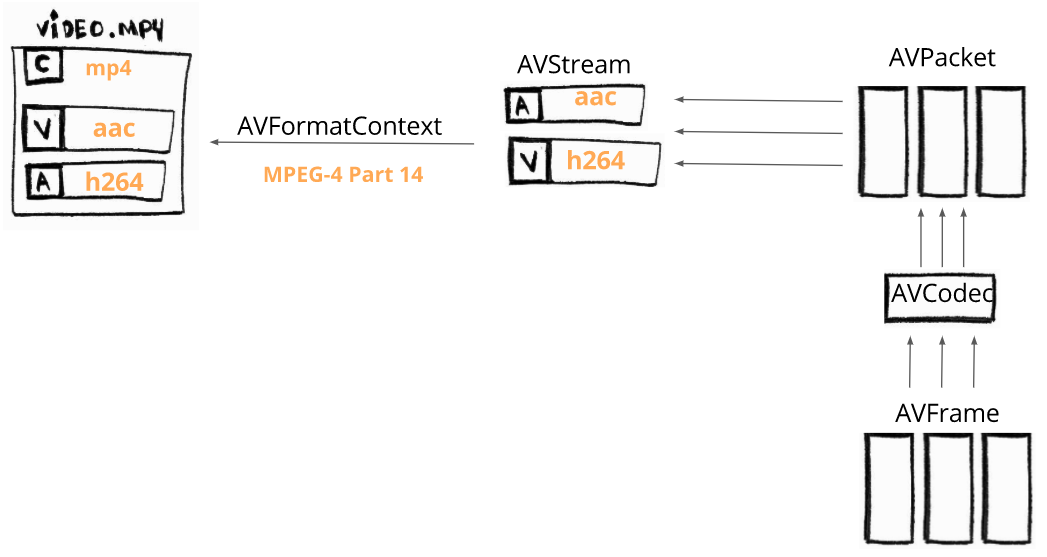 VIDEO.MP4
C mp4
V aac
A h264
AVFormatContext
MPEG-4 Part 14
AVStream
A aac
V h264
AVPacket
AVCodec
AVFrame